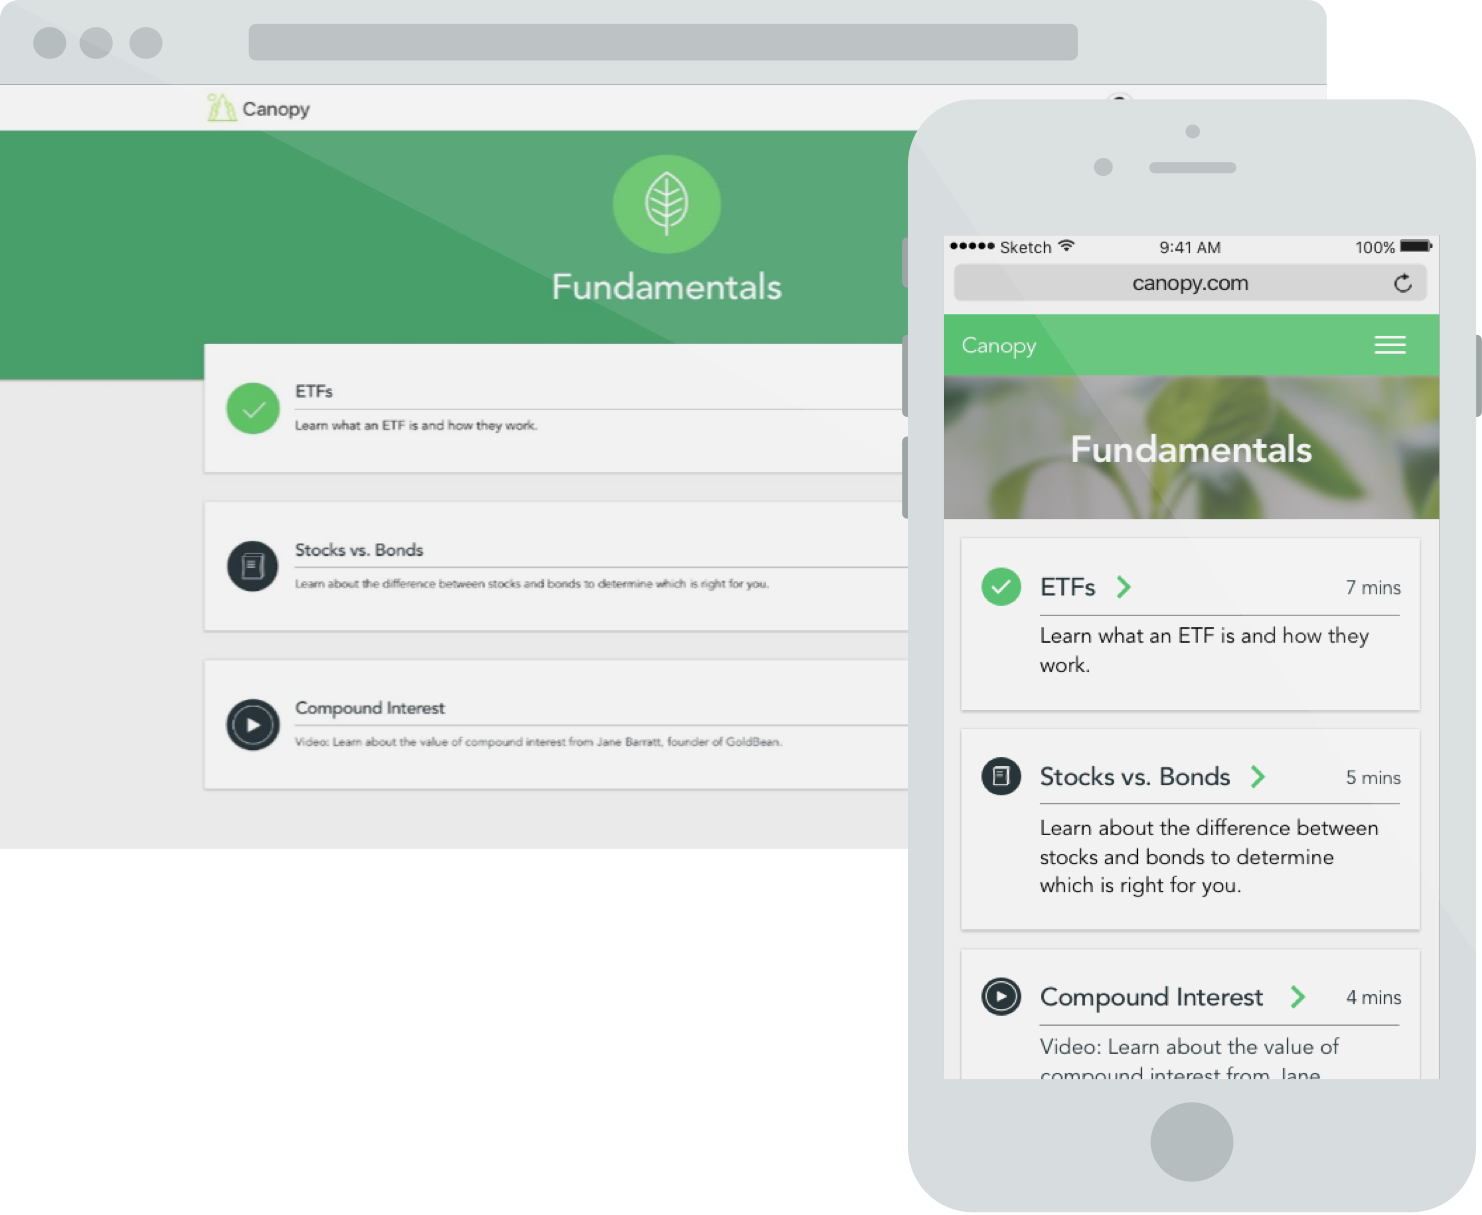 Canopy
Fundamentals
ETFs
Learn what an ETF is and how they work.
Stocks vs. Bonds
Learn about the difference between stocks and bonds to determine which is right for you.
Compound Interest
Video: Learn about the value of compound interest from Jane Barratt, founder of GoldBean.
Sketch 9:41 AM 100%
canopy.com
Canopy
Fundamentals
ETFs 7 mins
Learn what an ETF is and how they
work.
Stocks vs. Bonds 5 mins
Learn about the difference between
stocks and bonds to determine
which is right for you.
Compound Interest 4 mins
Video: Learn about the value of
compound interest from Jane